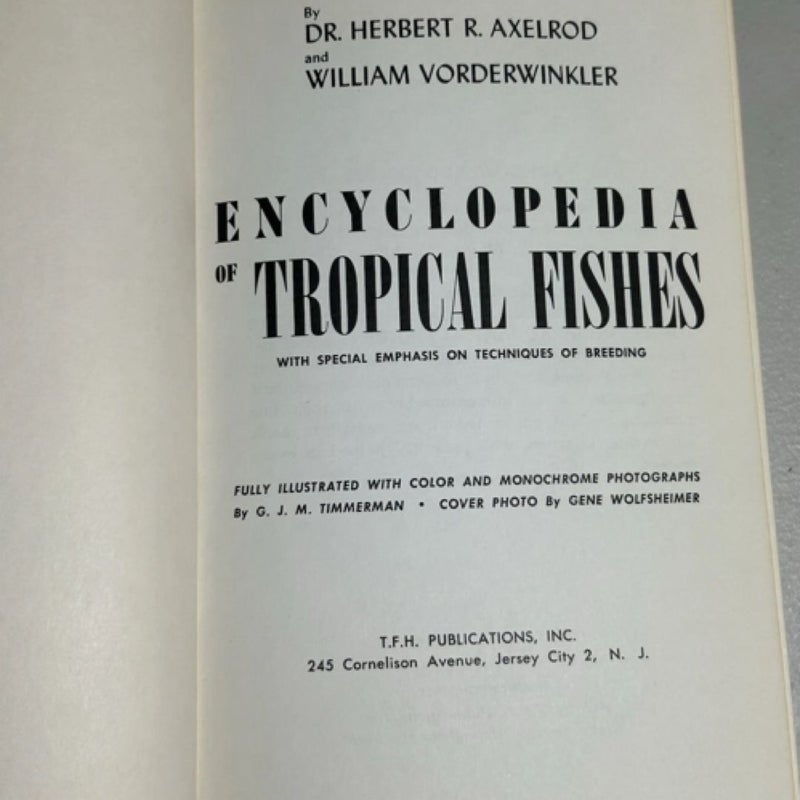 By
DR. HERBERT R. AXELROD
and
WILLIAM VORDERWINKLER
ENCYCLOPEDIA
OF TROPICAL FISHES
WITH SPECIAL EMPHASIS ON TECHNIQUES OF BREEDING
FULLY ILLUSTRATED WITH COLOR AND MONOCHROME PHOTOGRAPHS
By G. J. M. TIMMERMAN • COVER PHOTO By GENE WOLFSHEIMER
T.F.H. PUBLICATIONS, INC.
245 Cornelison Avenue, Jersey City 2, N. J.